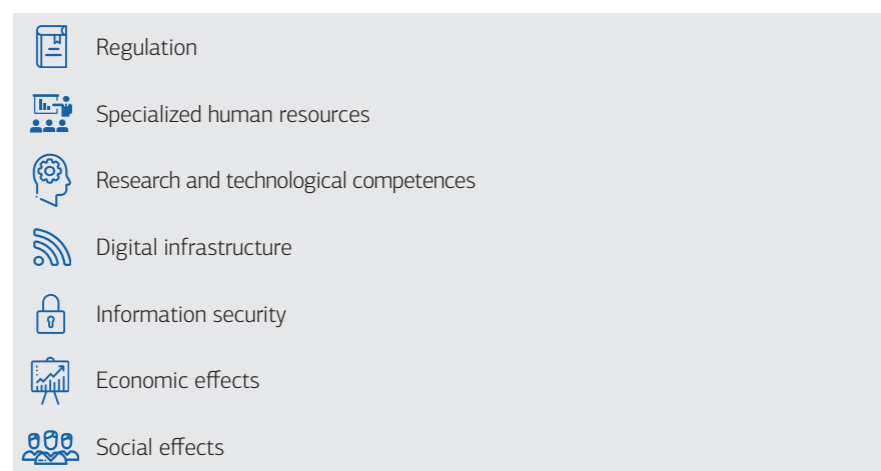 Regulation
Specialized human resources
Research and technological competences
Digital infrastructure
Information security
Economic effects
Social effects